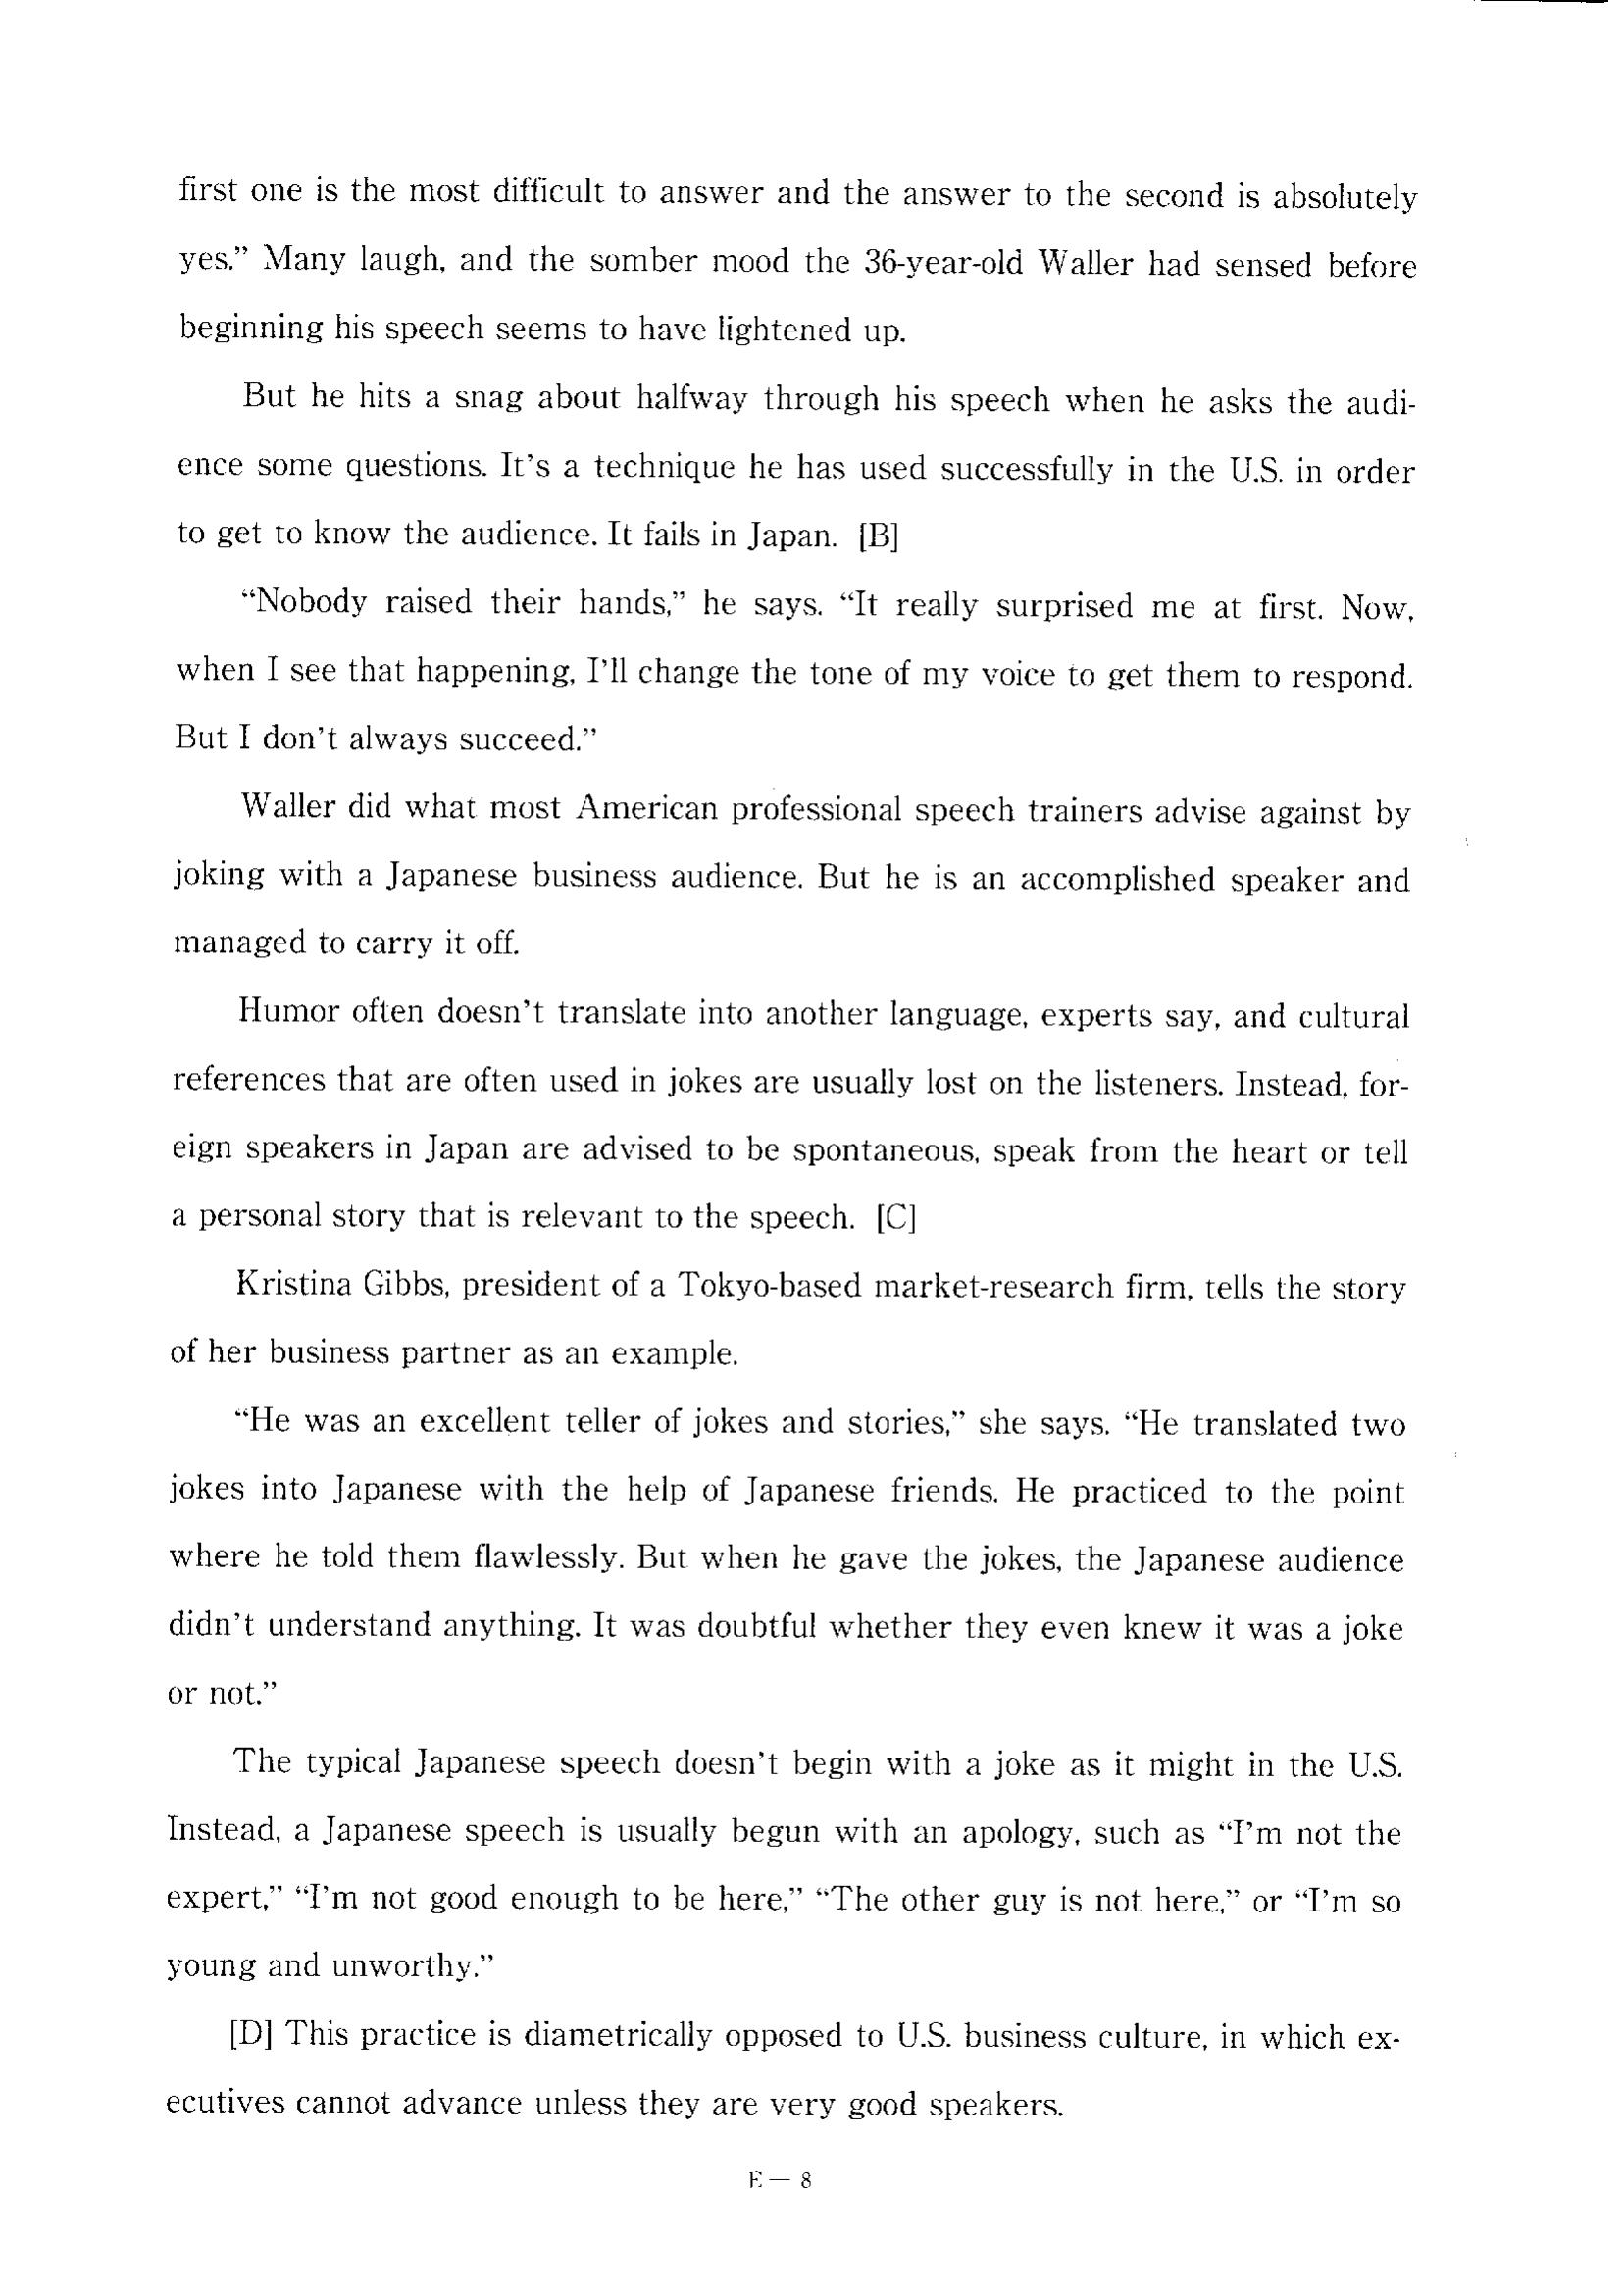 first one is the most difficult to answer and the answer to the second is absolutely
yes.” Many laugh, and the somber mood the 36-year-old Waller had sensed before
beginning his speech seems to have lightened up.
But he hits a snag about halfway through his speech when he asks the audi-
ence some questions. It’s a technique he has used successfully in the U.S. in order
to get to know the audience. It fails in Japan. [B]
“Nobody raised their hands,” he says. “It really surprised me at first. Now,
when I see that happening, I’ll change the tone of my voice to get them to respond.
But I don’t always succeed.”
Waller did what most American professional speech trainers advise against by
joking with a Japanese business audience. But he is an accomplished speaker and
managed to carry it off.
Humor often doesn’t translate into another language, experts say, and cultural
references that are often used in jokes are usually lost on the listeners. Instead, for-
eign speakers in Japan are advised to be spontaneous, speak from the heart or tell
a personal story that is relevant to the speech. [C]
Kristina Gibbs, president of a Tokyo-based market-research firm, tells the story
of her business partner as an example.
“He was an excellent teller of jokes and stories,” she says. “He translated two
jokes into Japanese with the help of Japanese friends. He practiced to the point
where he told them flawlessly. But when he gave the jokes, the Japanese audience
didn’t understand anything. It was doubtful whether they even knew it was a joke
or not.”
The typical Japanese speech doesn’t begin with a joke as it might in the U.S.
Instead, a Japanese speech is usually begun with an apology, such as “I’m not the
expert,” “I’m not good enough to be here,” “The other guy is not here,” or “I’m so
young and unworthy.”
[D] This practice is diametrically opposed to U.S. business culture, in which ex-
ecutives cannot advance unless they are very good speakers.
E — 8